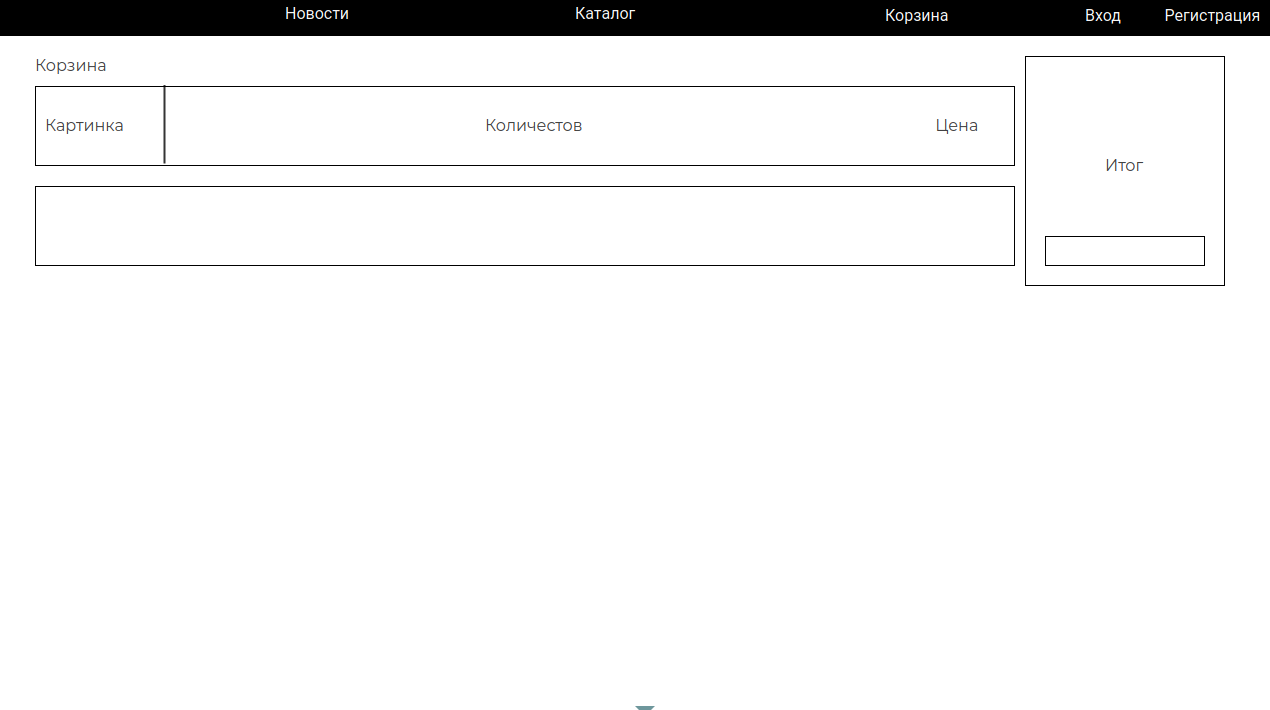 Новости Каталог Корзина Вход Регистрация
Корзина
Картинка Количестов Цена
Итог